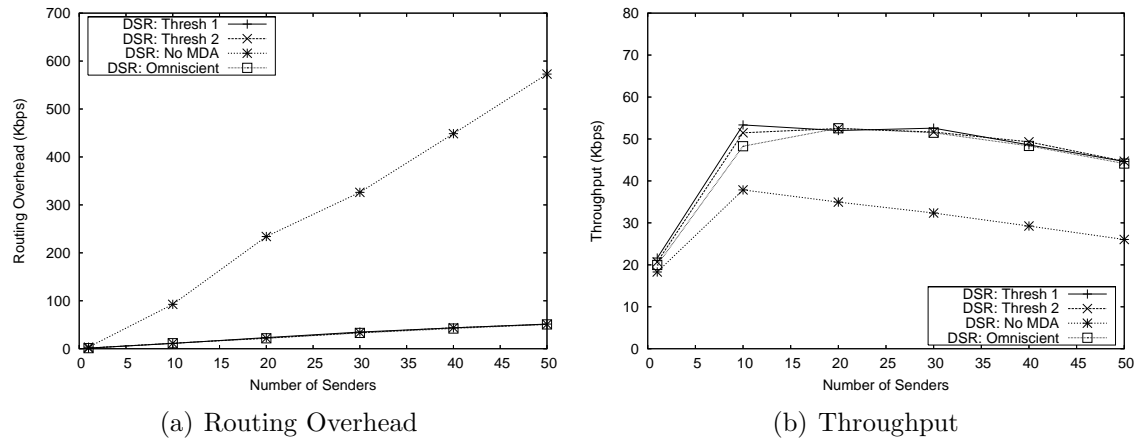 700
600
500
400
300
200
100
0
0 5 10 15 20 25 30 35 40 45 50
Routing Overhead (Kbps)
Number of Senders
DSR: Thresh 1
DSR: Thresh 2
DSR: No MDA
DSR: Omniscient
(a) Routing Overhead
80
70
60
50
40
30
20
10
0
0 5 10 15 20 25 30 35 40 45 50
Throughput (Kbps)
Number of Senders
DSR: Thresh 1
DSR: Thresh 2
DSR: No MDA
DSR: Omniscient
(b) Throughput